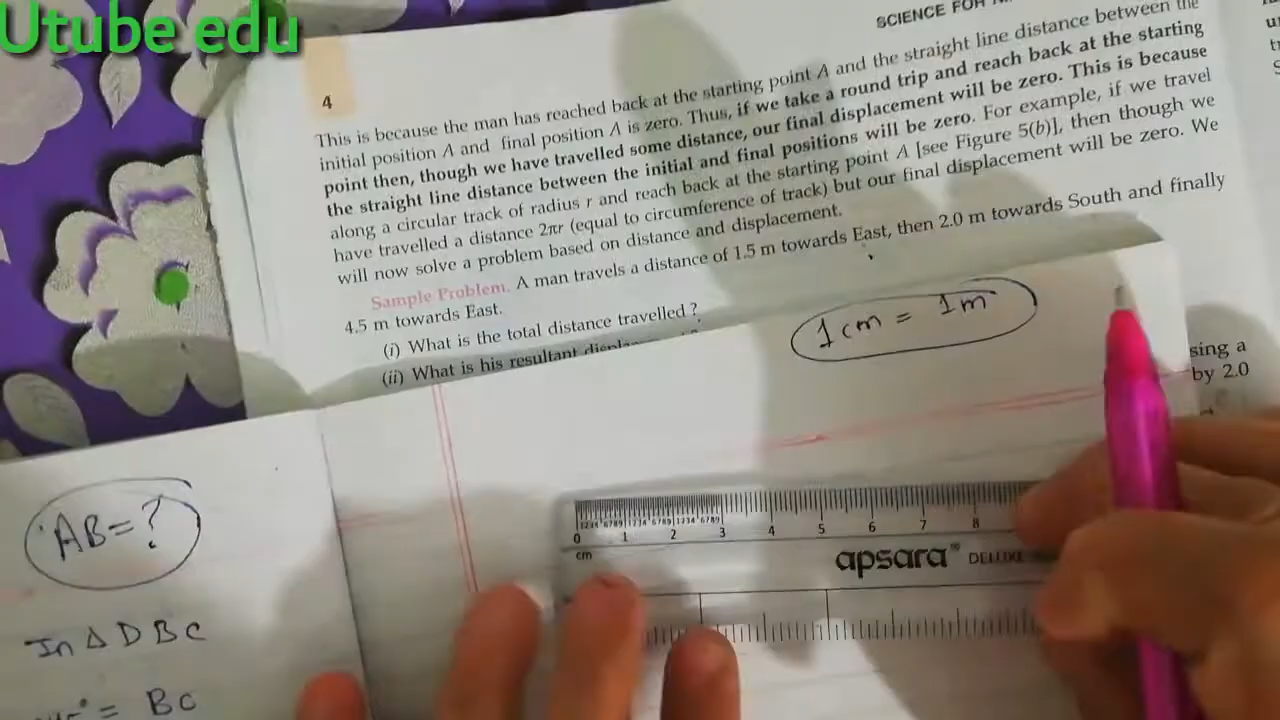 Utube edu
SCIENCE FOR
4
This is because the man has reached back at the starting point A and the straight line distance between the
initial position A and final position A is zero. Thus, if we take a round trip and reach back at the starting
point then, though we have travelled some distance, our final displacement will be zero. This is because
the straight line distance between the initial and final positions will be zero. For example, if we travel
along a circular track of radius r and reach back at the starting point A [see Figure 5(b)], then though we
have travelled a distance 2πr (equal to circumference of track) but our final displacement will be zero. We
will now solve a problem based on distance and displacement.
Sample Problem. A man travels a distance of 1.5 m towards East, then 2.0 m towards South and finally
4.5 m towards East.
(i) What is the total distance travelled ?
(ii) What is his resultant
1 cm = 1 m
sing a
by 2.0
AB = ?
In Δ DBC
= BC
1234 6789 1234 6789 1234 6789
0 1 2 3 4 5 6 7 8
cm
apsara DELUXE